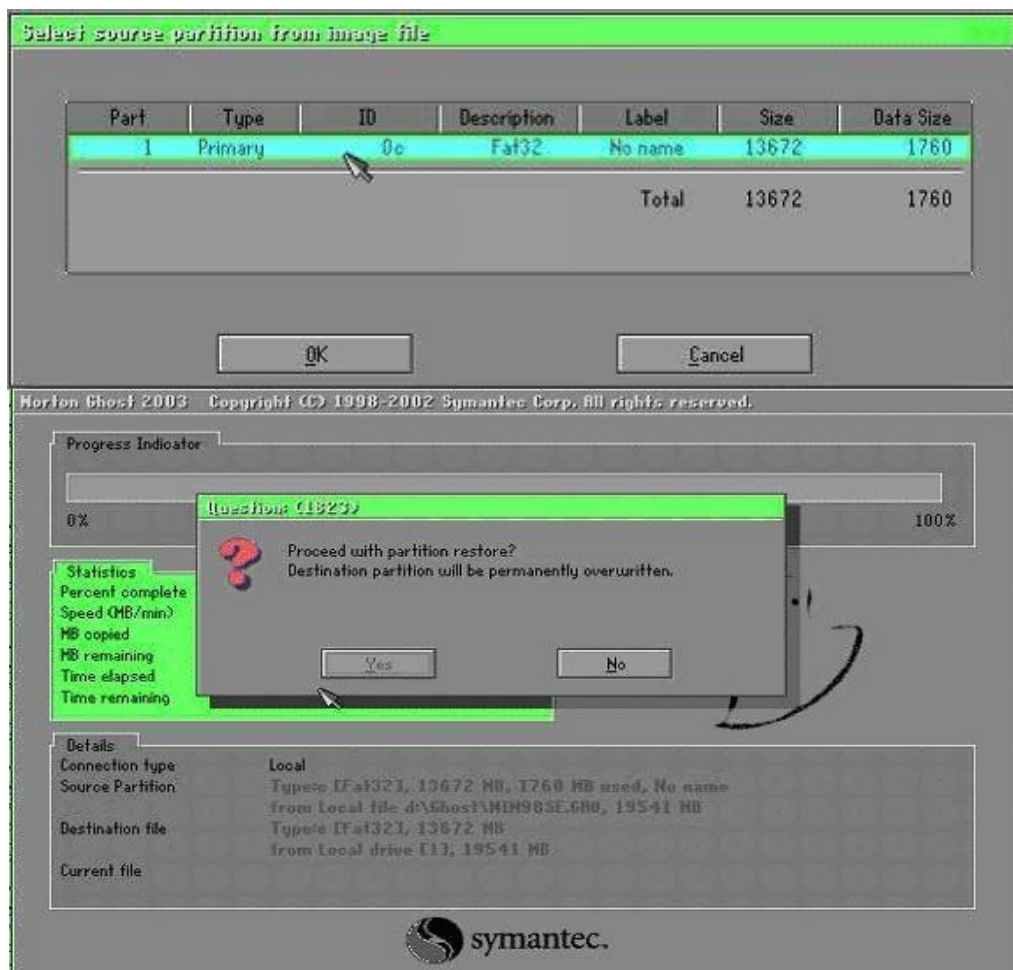 Select source partition from image file
Part Type ID Description Label Size Data Size
1 Primary 0c Fat32 No name 13672 1760
Total 13672 1760
OK Cancel
Norton Ghost 2003 Copyright (C) 1998-2002 Symantec Corp. All rights reserved.
Progress Indicator
0% 100%
Question: (1823)
Proceed with partition restore?
Destination partition will be permanently overwritten.
Yes No
Statistics
Percent complete
Speed (MB/min)
MB copied
MB remaining
Time elapsed
Time remaining
Details
Connection type Local
Source Partition Type:c [Fat32], 13672 MB, 1760 MB used, No name
from Local file 19541 MB
Destination file Type:c [Fat32], 13672 MB
from Local drive [1], 19541 MB
Current file
symantec.